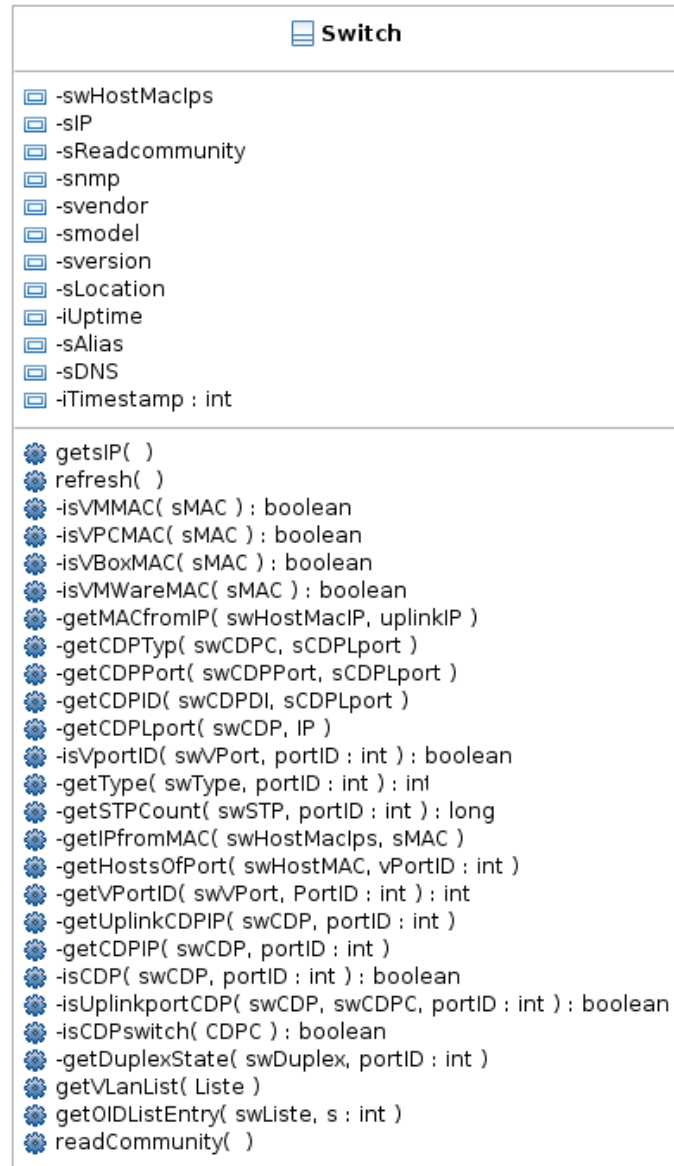 Switch
-swHostMacIps
-sIP
-sReadcommunity
-snmp
-svendor
-smodel
-sversion
-sLocation
-iUptime
-sAlias
-sDNS
-iTimestamp : int
getsIP( )
refresh( )
-isVMMAC( sMAC ) : boolean
-isVPCMAC( sMAC ) : boolean
-isVBoxMAC( sMAC ) : boolean
-isVMWareMAC( sMAC ) : boolean
-getMACfromIP( swHostMacIP, uplinkIP )
-getCDPTyp( swCDPC, sCDPLport )
-getCDPPort( swCDPPort, sCDPLport )
-getCDPID( swCDPDI, sCDPLport )
-getCDPLport( swCDP, IP )
-isVportID( swVPort, portID : int ) : boolean
-getType( swType, portID : int ) : int
-getSTPCount( swSTP, portID : int ) : long
-getIPfromMAC( swHostMacIps, sMAC )
-getHostsOfPort( swHostMAC, vPortID : int )
-getVPortID( swVPort, PortID : int ) : int
-getUplinkCDPIP( swCDP, portID : int )
-getCDPIP( swCDP, portID : int )
-isCDP( swCDP, portID : int ) : boolean
-isUplinkportCDP( swCDP, swCDPC, portID : int ) : boolean
-isCDPswitch( CDPC ) : boolean
-getDuplexState( swDuplex, portID : int )
getVLanList( Liste )
getOIDListEntry( swListe, s : int )
readCommunity( )